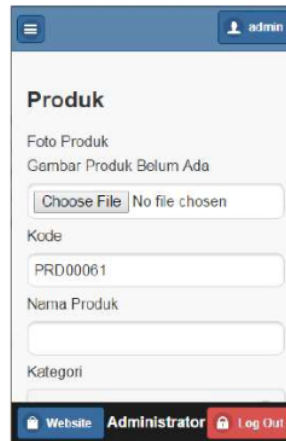 admin
Produk
Foto Produk
Gambar Produk Belum Ada
Choose File No file chosen
Kode
PRD00061
Nama Produk
Kategori
Website Administrator Log Out